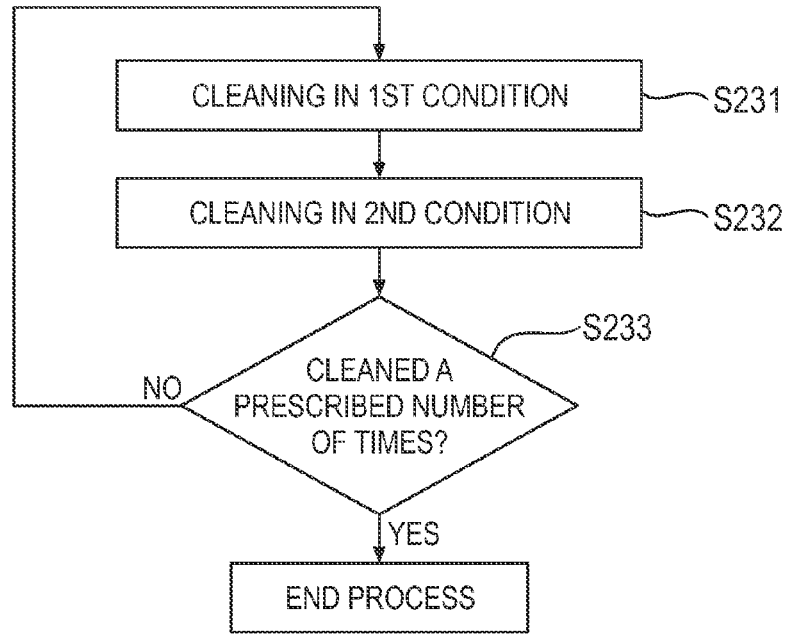 CLEANING IN 1ST CONDITION
S231
CLEANING IN 2ND CONDITION
S232
S233
CLEANED A
PRESCRIBED NUMBER
OF TIMES?
NO
YES
END PROCESS